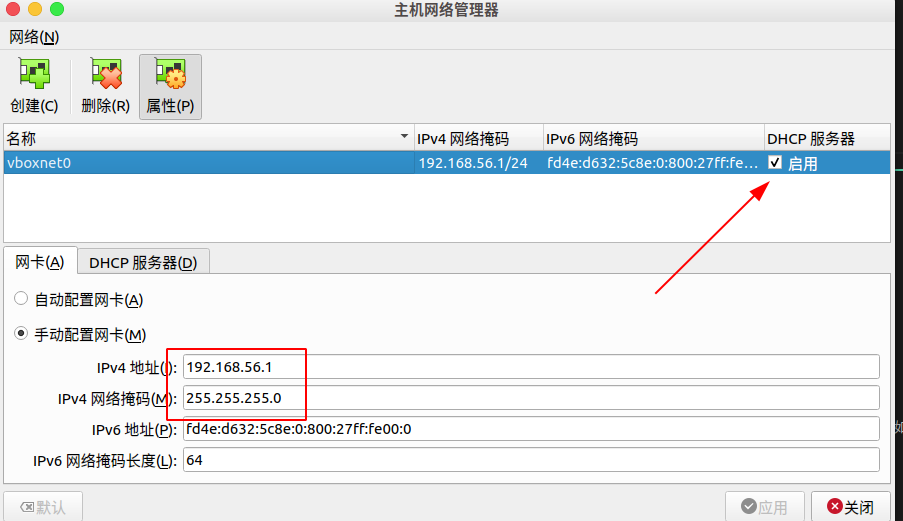 主机网络管理器
网络(N)
创建(C) 删除(R) 属性(P)
名称 IPv4 网络掩码 IPv6 网络掩码 DHCP 服务器
vboxnet0 192.168.56.1/24 fd4e:d632:5c8e:0:800:27ff:fe... 启用
网卡(A) DHCP 服务器(D)
自动配置网卡(A)
手动配置网卡(M)
IPv4 地址(I): 192.168.56.1
IPv4 网络掩码(M): 255.255.255.0
IPv6 地址(P): fd4e:d632:5c8e:0:800:27ff:fe00:0
IPv6 网络掩码长度(L): 64
默认 应用 关闭